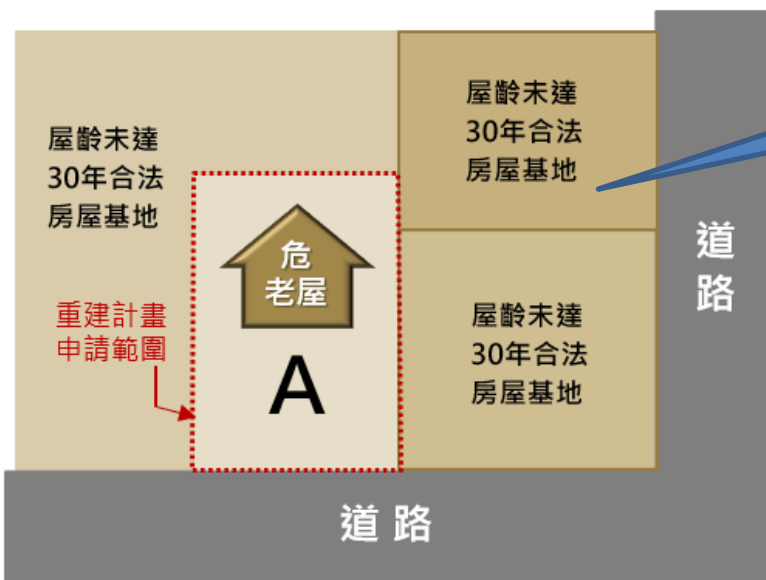 屋齡未達
30年合法
房屋基地
屋齡未達
30年合法
房屋基地
道
路
危
老屋
屋齡未達
30年合法
房屋基地
重建計畫
申請範圍
A
道路